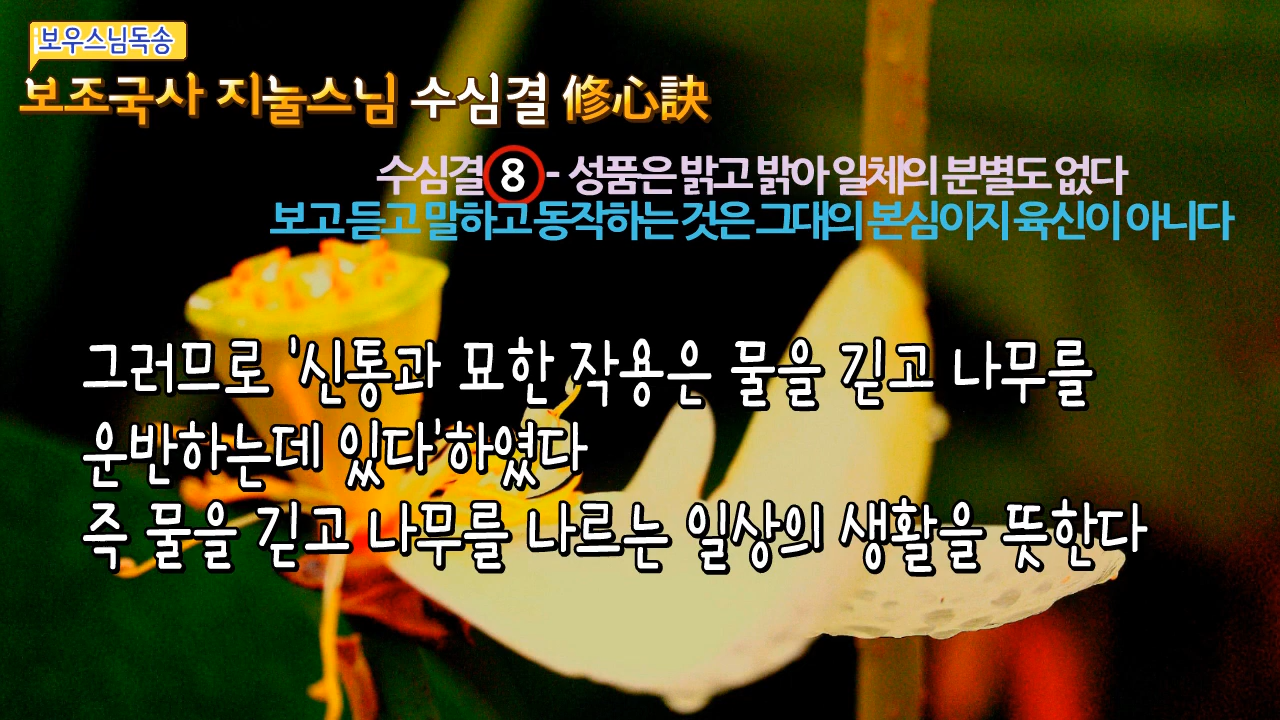 보우스님독송
보조국사 지눌스님 수심결 修心訣
수심결 8 - 성품은 밝고 밝아 일체의 분별도 없다
보고 듣고 말하고 동작하는 것은 그대의 본심이지 육신이 아니다
그러므로 '신통과 묘한 작용은 물을 긷고 나무를
운반하는데 있다'하였다
즉 물을 긷고 나무를 나르는 일상의 생활을 뜻한다